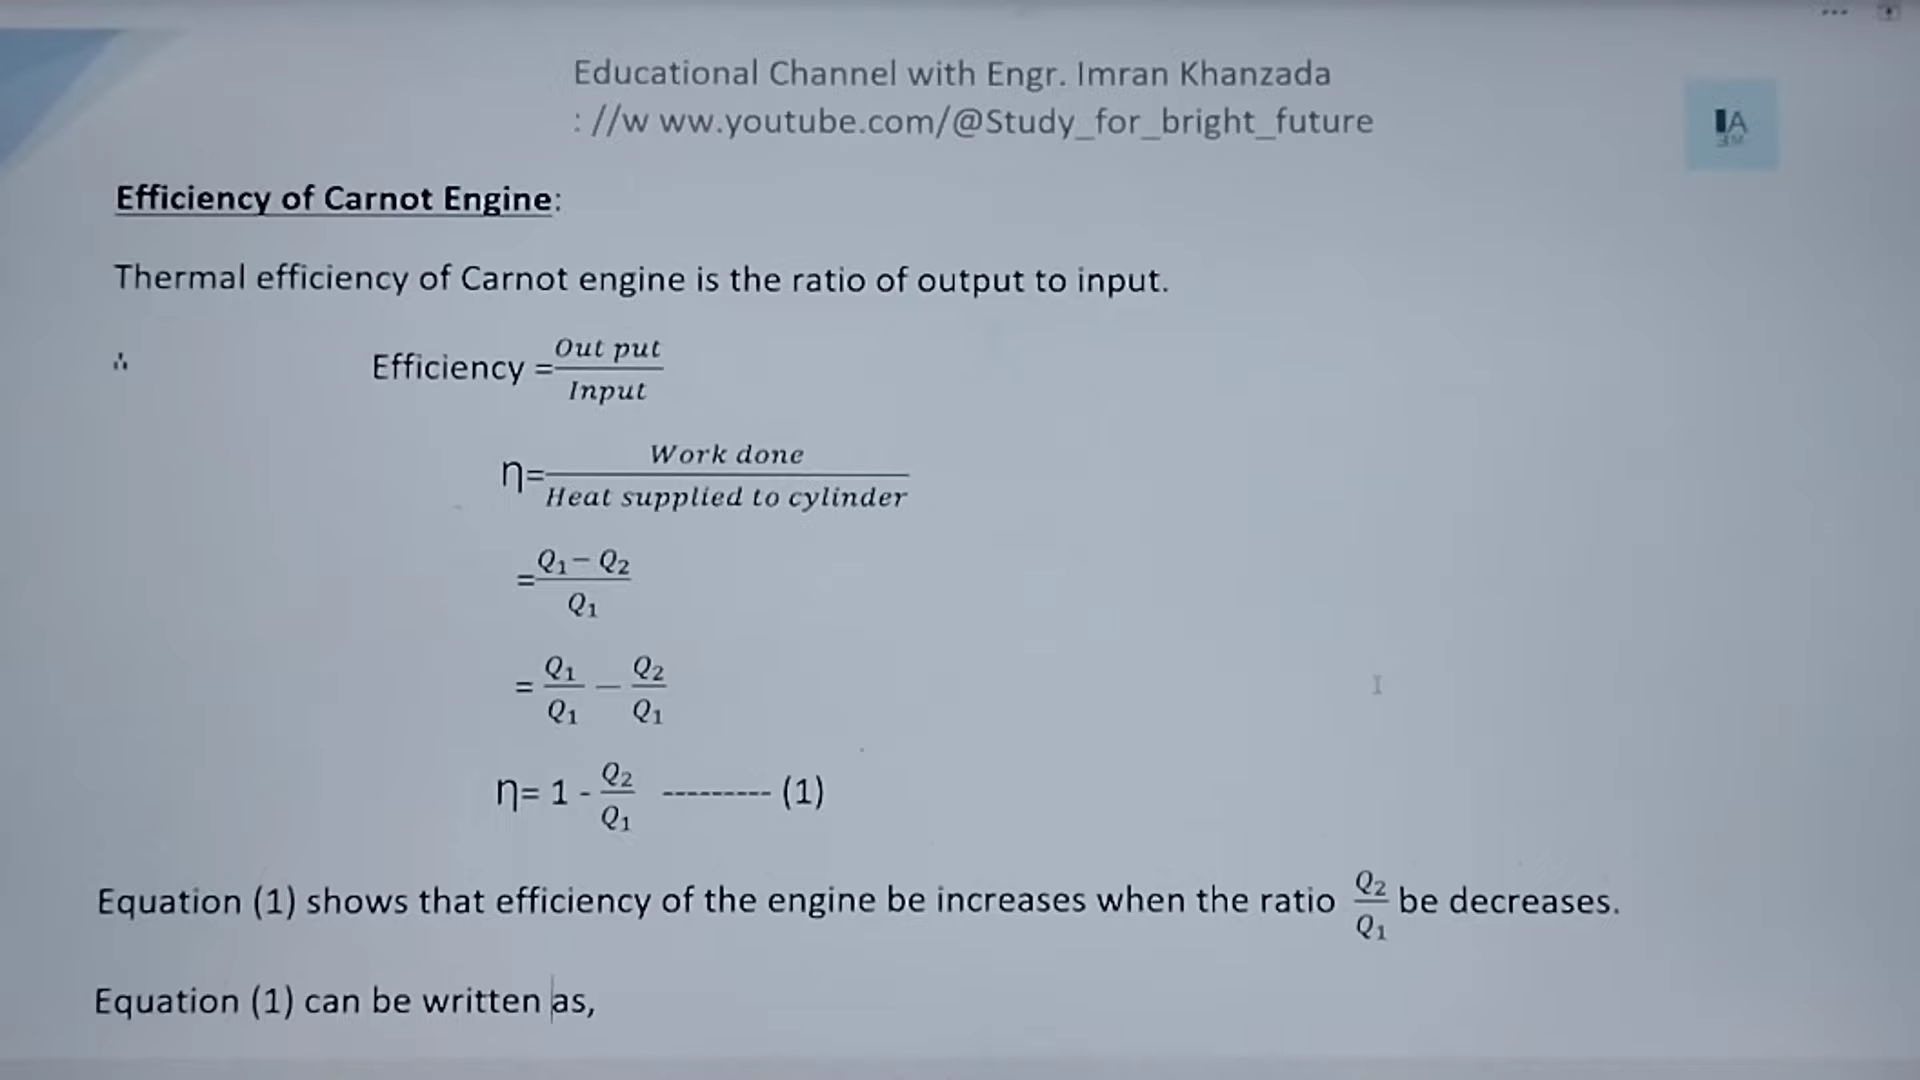 Educational Channel with Engr. Imran Khanzada
: //w ww.youtube.com/@Study_for_bright_future
Efficiency of Carnot Engine:
Thermal efficiency of Carnot engine is the ratio of output to input.
∴ Efficiency = Out put / Input
η= Work done / Heat supplied to cylinder
= Q₁ − Q₂ / Q₁
= Q₁ / Q₁ − Q₂ / Q₁
η= 1 - Q₂ / Q₁ --------- (1)
Equation (1) shows that efficiency of the engine be increases when the ratio Q₂ / Q₁ be decreases.
Equation (1) can be written as,